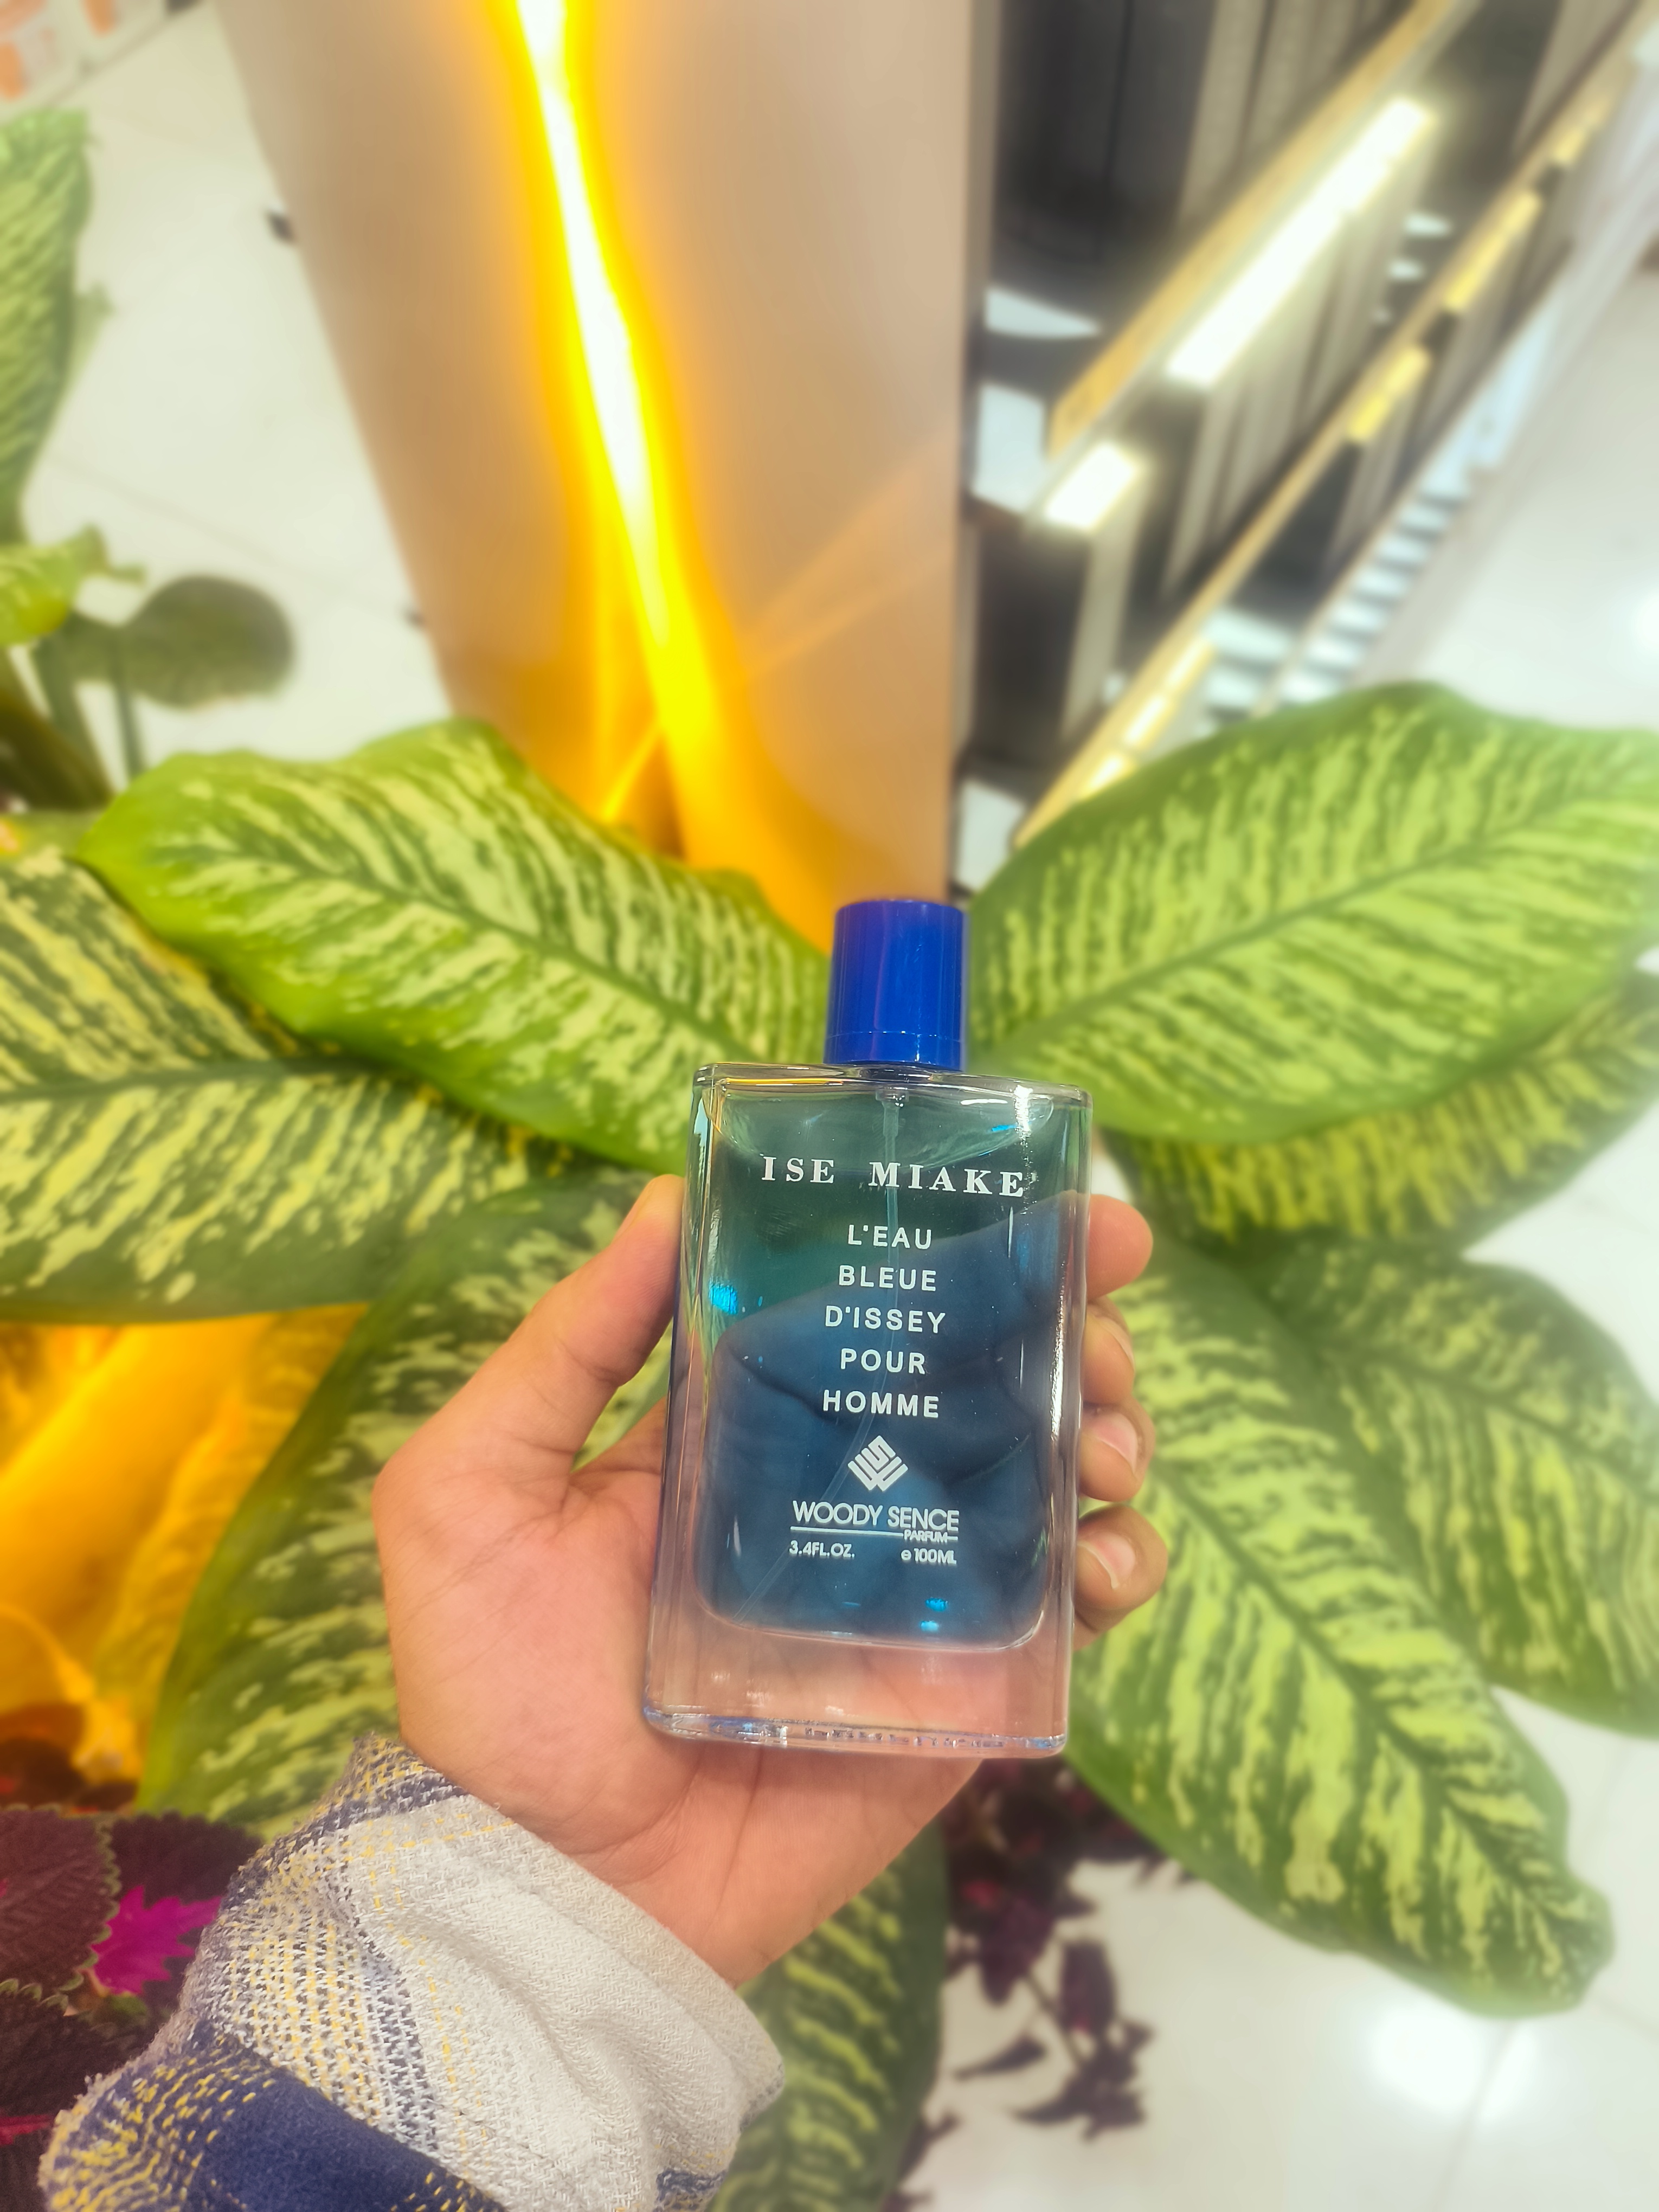 ISE MIAKE
L'EAU
BLEUE
D'ISSEY
POUR
HOMME
WOODY SENCE
PARFUM
3.4FL.OZ. e 100ML